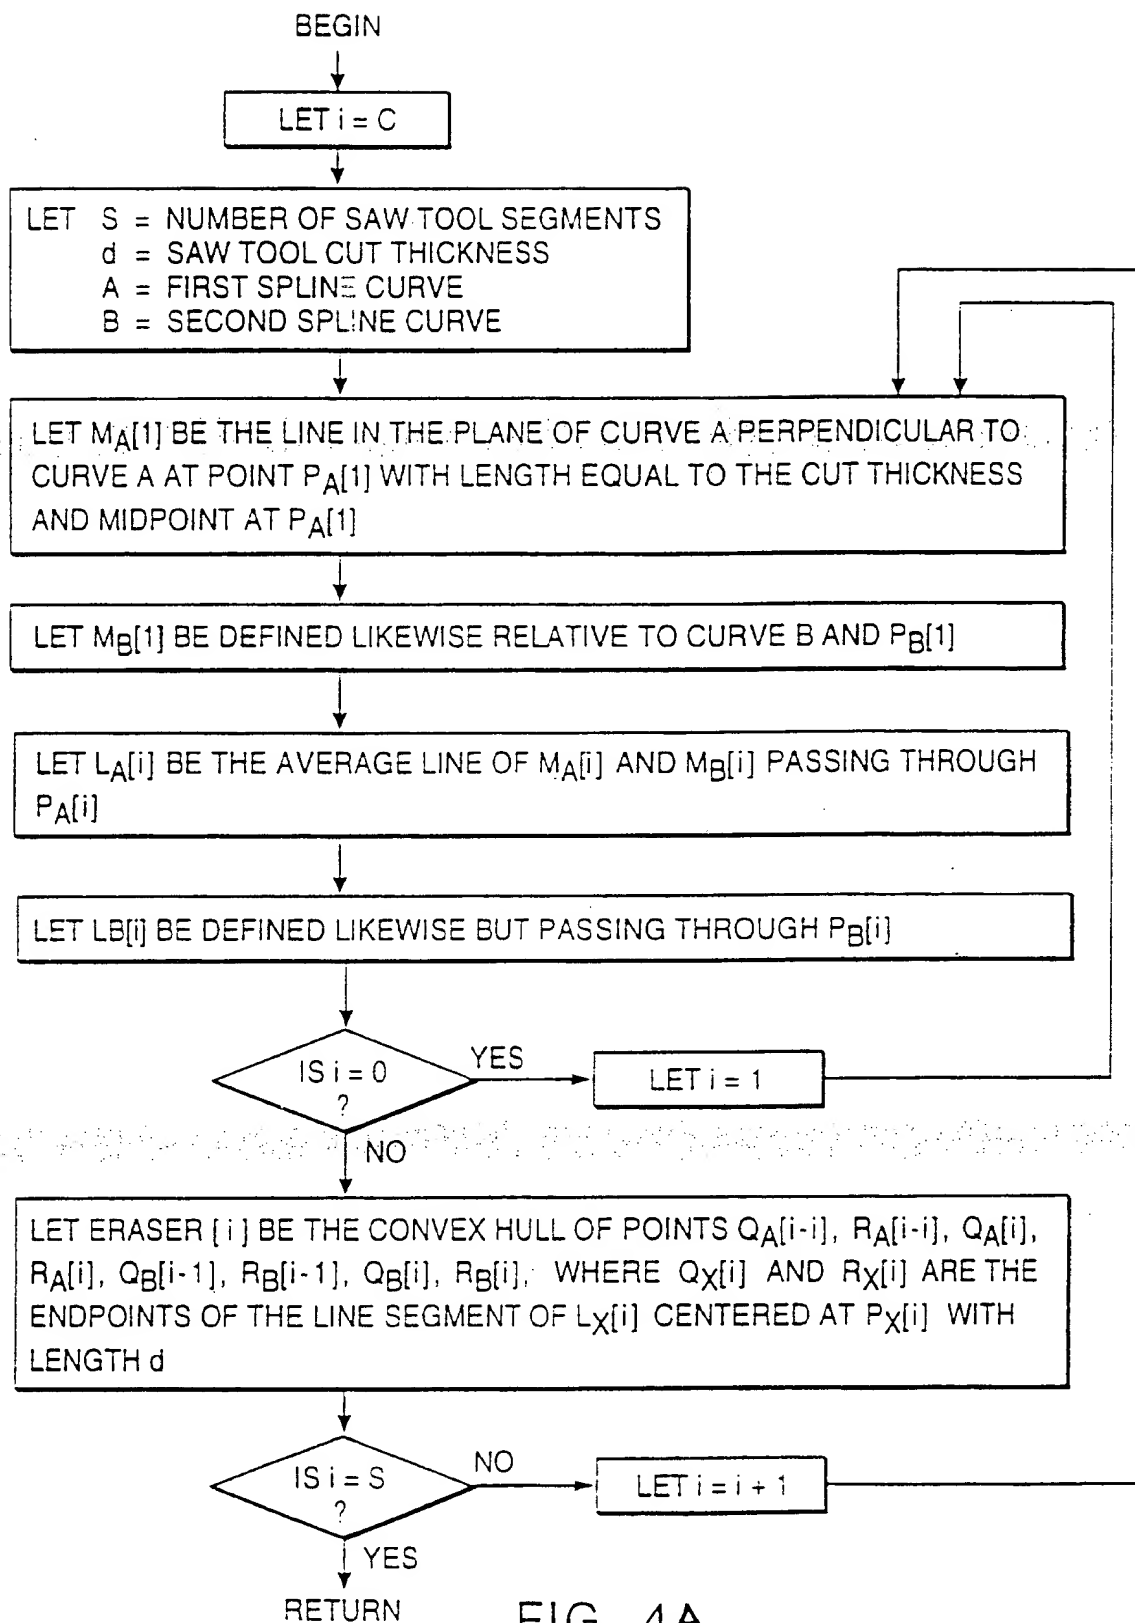 BEGIN
LET i = C
LET S = NUMBER OF SAW TOOL SEGMENTS
d = SAW TOOL CUT THICKNESS
A = FIRST SPLINE CURVE
B = SECOND SPLINE CURVE
LET MA[1] BE THE LINE IN THE PLANE OF CURVE A PERPENDICULAR TO
CURVE A AT POINT PA[1] WITH LENGTH EQUAL TO THE CUT THICKNESS
AND MIDPOINT AT PA[1]
LET MB[1] BE DEFINED LIKEWISE RELATIVE TO CURVE B AND PB[1]
LET LA[i] BE THE AVERAGE LINE OF MA[i] AND MB[i] PASSING THROUGH
PA[i]
LET LB[i] BE DEFINED LIKEWISE BUT PASSING THROUGH PB[i]
IS i = 0
?
YES
LET i = 1
NO
LET ERASER [i] BE THE CONVEX HULL OF POINTS QA[i-i], RA[i-i], QA[i],
RA[i], QB[i-1], RB[i-1], QB[i], RB[i], WHERE QX[i] AND RX[i] ARE THE
ENDPOINTS OF THE LINE SEGMENT OF LX[i] CENTERED AT PX[i] WITH
LENGTH d
IS i = S
?
NO
LET i = i + 1
YES
RETURN
FIG. 4A